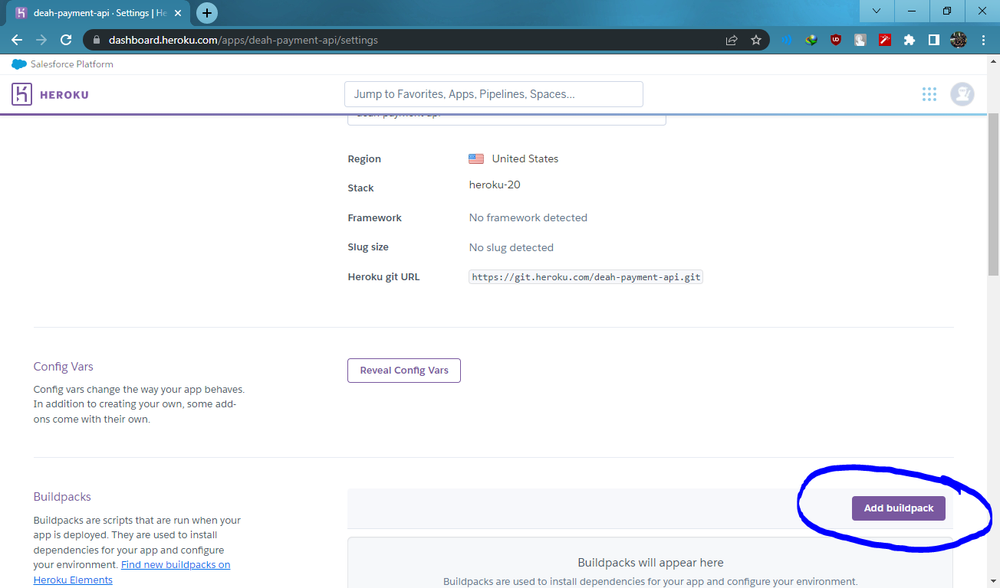 deah-payment-api · Settings | He
dashboard.heroku.com/apps/deah-payment-api/settings
Salesforce Platform
HEROKU
Jump to Favorites, Apps, Pipelines, Spaces...
deah-payment-api
Region
United States
Stack
heroku-20
Framework
No framework detected
Slug size
No slug detected
Heroku git URL
https://git.heroku.com/deah-payment-api.git
Config Vars
Reveal Config Vars
Config vars change the way your app behaves.
In addition to creating your own, some add-
ons come with their own.
Buildpacks
Add buildpack
Buildpacks are scripts that are run when your
app is deployed. They are used to install
dependencies for your app and configure
your environment. Find new buildpacks on
Heroku Elements
Buildpacks will appear here
Buildpacks are used to install dependencies for your app and configure your environment.